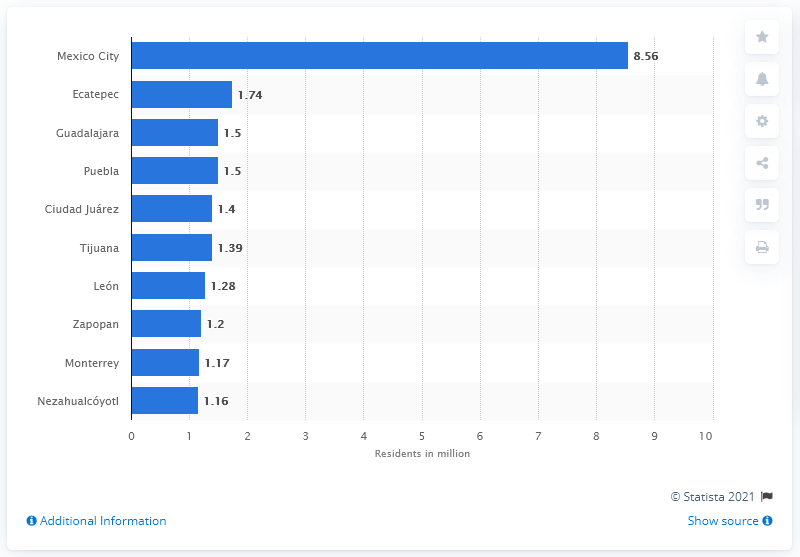 Mexico City 8.56
Ecatepec 1.74
Guadalajara 1.5
Puebla 1.5
Ciudad Juárez 1.4
Tijuana 1.39
León 1.28
Zapopan 1.2
Monterrey 1.17
Nezahualcóyotl 1.16
0 1 2 3 4 5 6 7 8 9 10
Residents in million
© Statista 2021
Additional Information
Show source